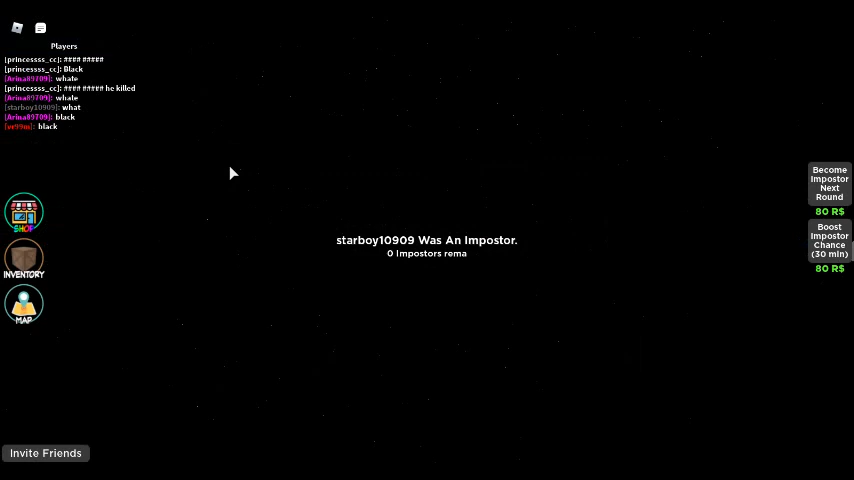 Players
[princessss_cc]: #### #####
[princessss_cc]: Black
[Arina89709]: whate
[princessss_cc]: #### ##### he killed
[Arina89709]: whate
[starboy10909]: what
[Arina89709]: black
[vr99m]: black
SHOP
INVENTORY
MAP
starboy10909 Was An Impostor.
0 Impostors rema
Become
Impostor
Next
Round
80 R$
Boost
Impostor
Chance
(30 min)
80 R$
Invite Friends